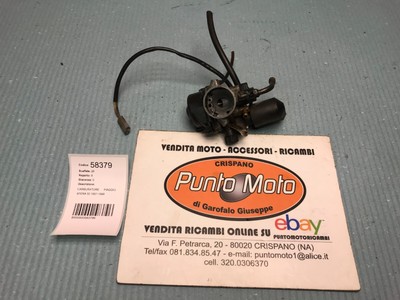 Codice: 58379
VENDITA MOTO - ACCESSORI - RICAMBI
CRISPANO
Punto Moto
di Garofalo Giuseppe
VENDITA RICAMBI ONLINE SU ebay
PUNTOMOTORICAMBI
Via F. Petrarca, 20 - 80020 CRISPANO (NA)
Tel/fax 081.834.85.47 - e-mail: puntomoto1@alice.it
cell. 320.0306370